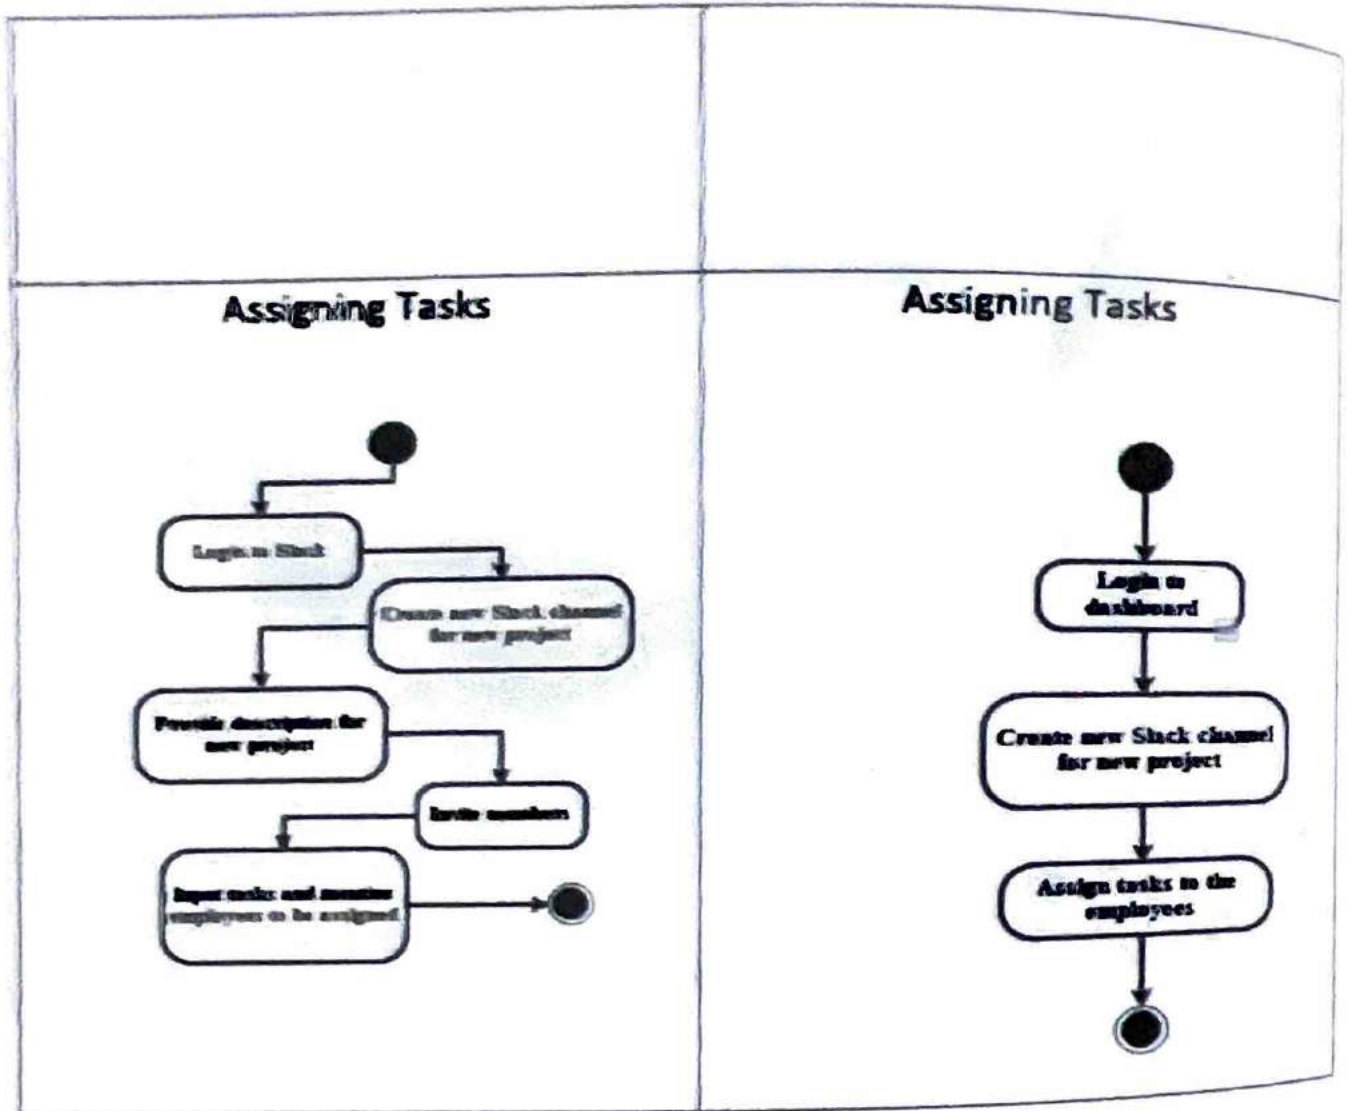 Assigning Tasks
Login to Slack
Create new Slack channel
for new project
Provide description for
new project
Invite members
Input tasks and mention
employees to be assigned
Assigning Tasks
Login to
dashboard
Create new Slack channel
for new project
Assign tasks to the
employees